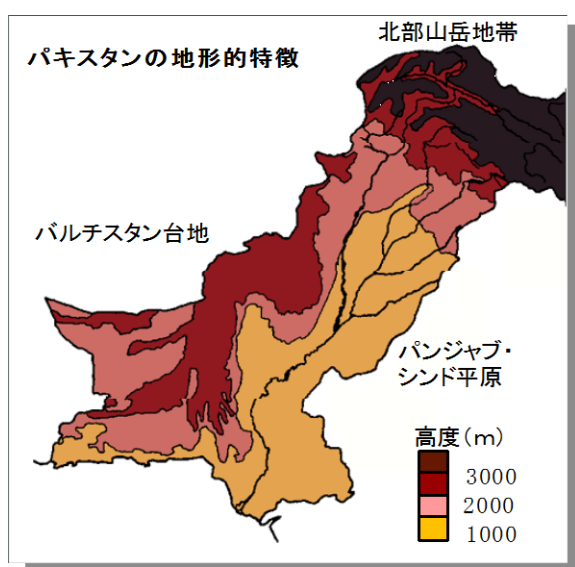 北部山岳地帯
パキスタンの地形的特徴
バルチスタン台地
パンジャブ・
シンド平原
高度（ｍ）
3000
2000
1000